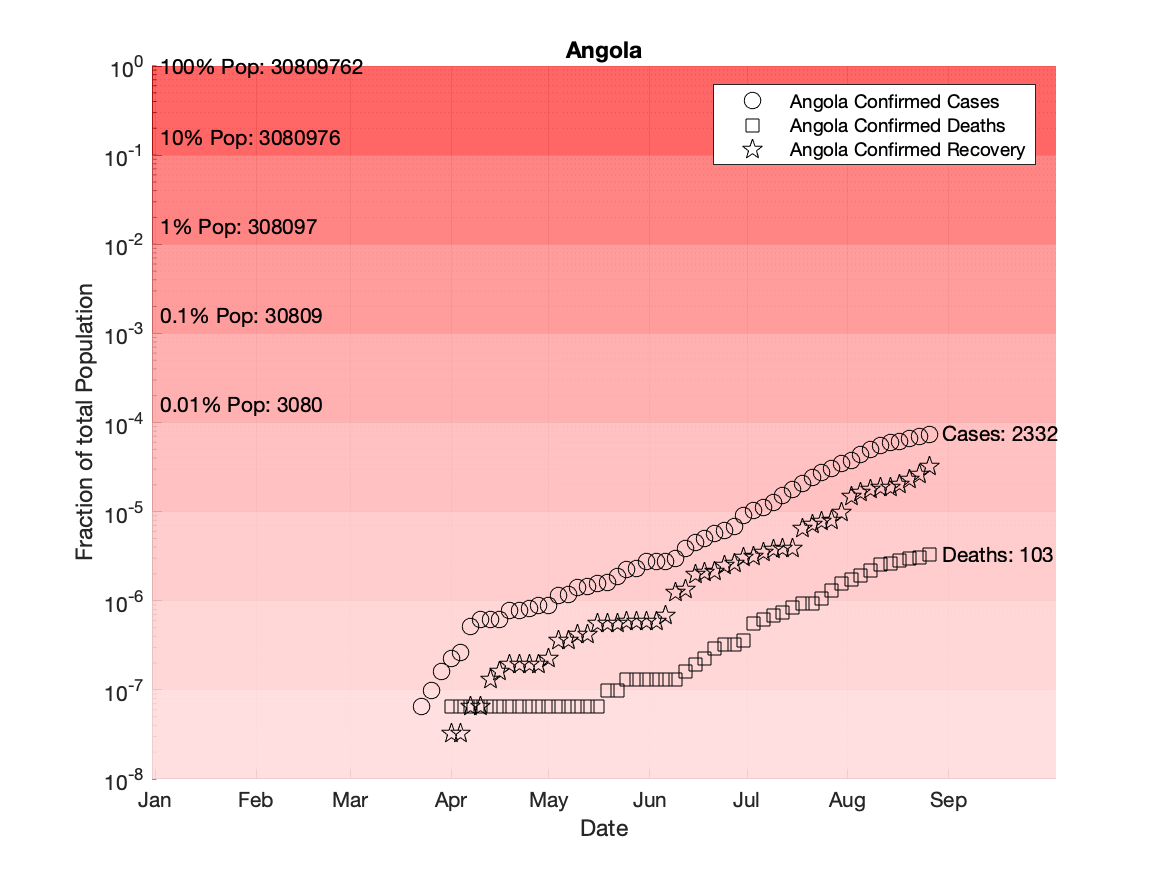 Angola
10^0
100% Pop: 30809762
Angola Confirmed Cases
Angola Confirmed Deaths
Angola Confirmed Recovery
10% Pop: 3080976
10^-1
1% Pop: 308097
10^-2
0.1% Pop: 30809
10^-3
0.01% Pop: 3080
10^-4
Cases: 2332
10^-5
Deaths: 103
10^-6
10^-7
10^-8
Fraction of total Population
Jan Feb Mar Apr May Jun Jul Aug Sep
Date